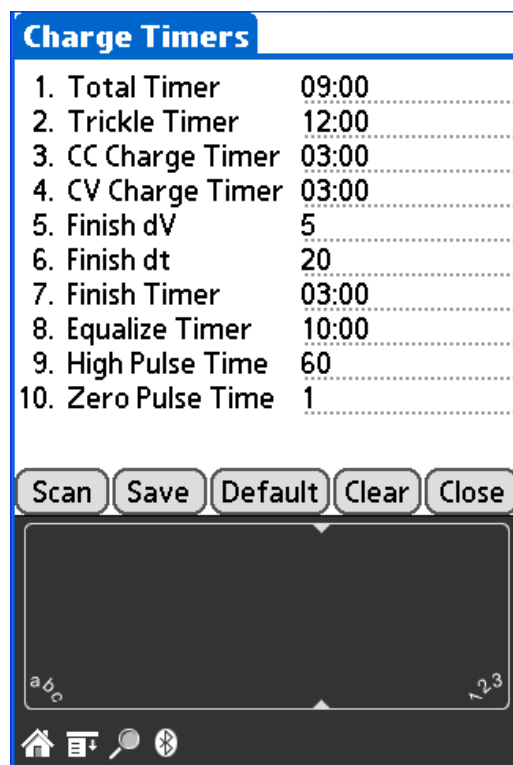 Charge Timers
1. Total Timer 09:00
2. Trickle Timer 12:00
3. CC Charge Timer 03:00
4. CV Charge Timer 03:00
5. Finish dV 5
6. Finish dt 20
7. Finish Timer 03:00
8. Equalize Timer 10:00
9. High Pulse Time 60
10. Zero Pulse Time 1
Scan Save Default Clear Close
abc 123